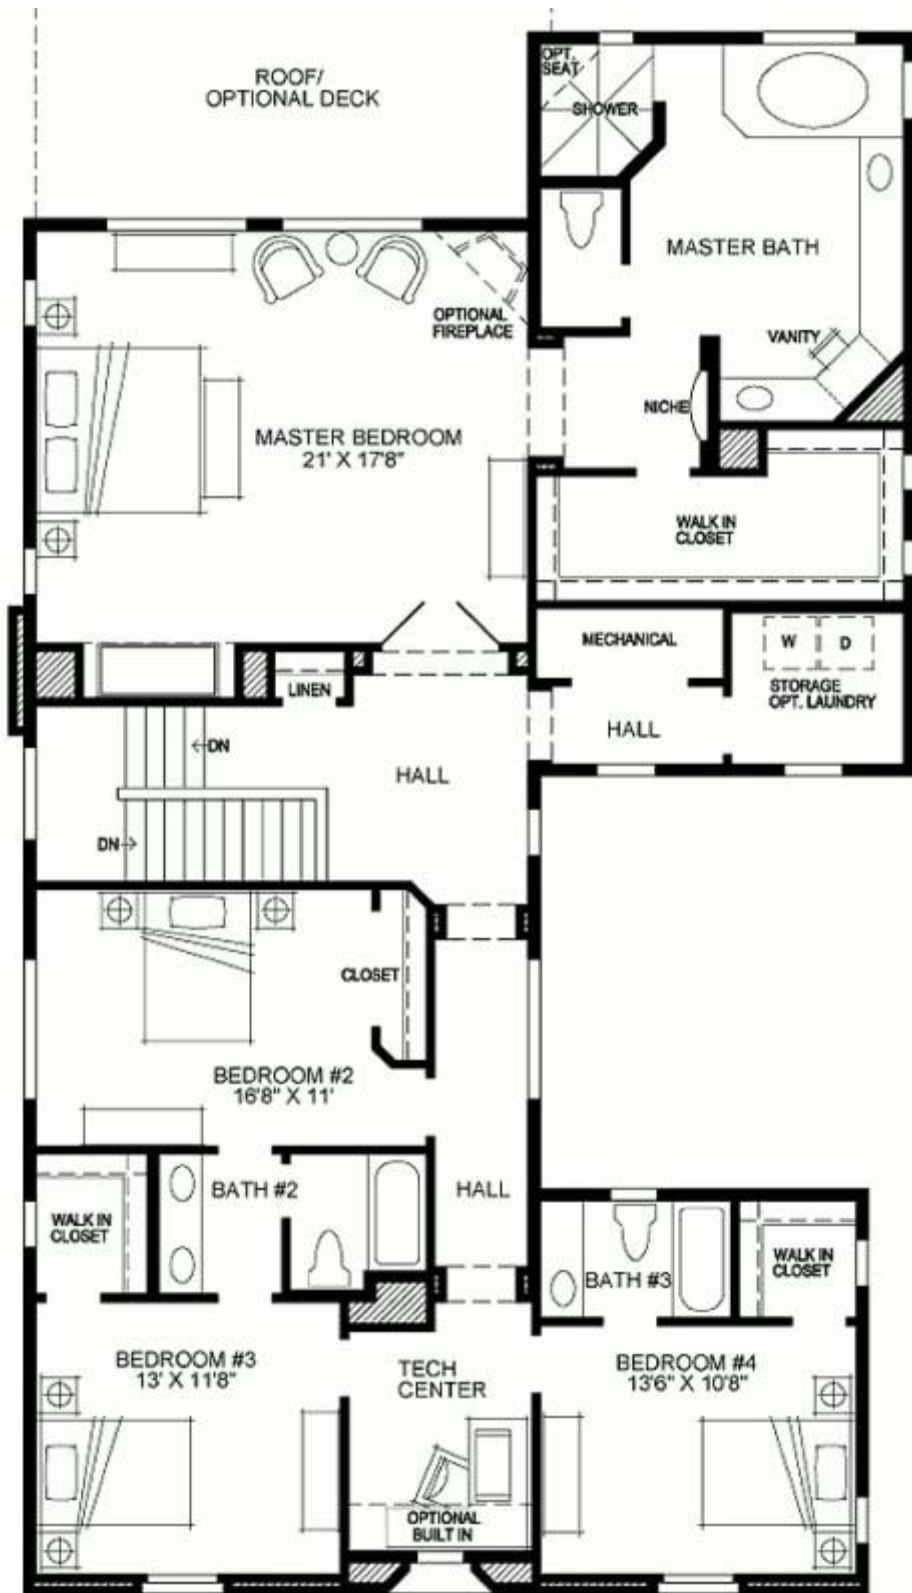 ROOF/
OPTIONAL DECK
OPT.
SEAT
SHOWER
MASTER BATH
OPTIONAL
FIREPLACE
VANITY
NICHE
MASTER BEDROOM
21' X 17'8"
WALK IN
CLOSET
MECHANICAL
W
D
LINEN
STORAGE
OPT. LAUNDRY
HALL
←DN
HALL
DN→
CLOSET
BEDROOM #2
16'8" X 11'
BATH #2
HALL
WALK IN
CLOSET
BATH #3
WALK IN
CLOSET
BEDROOM #3
13' X 11'8"
TECH
CENTER
BEDROOM #4
13'6" X 10'8"
OPTIONAL
BUILT IN